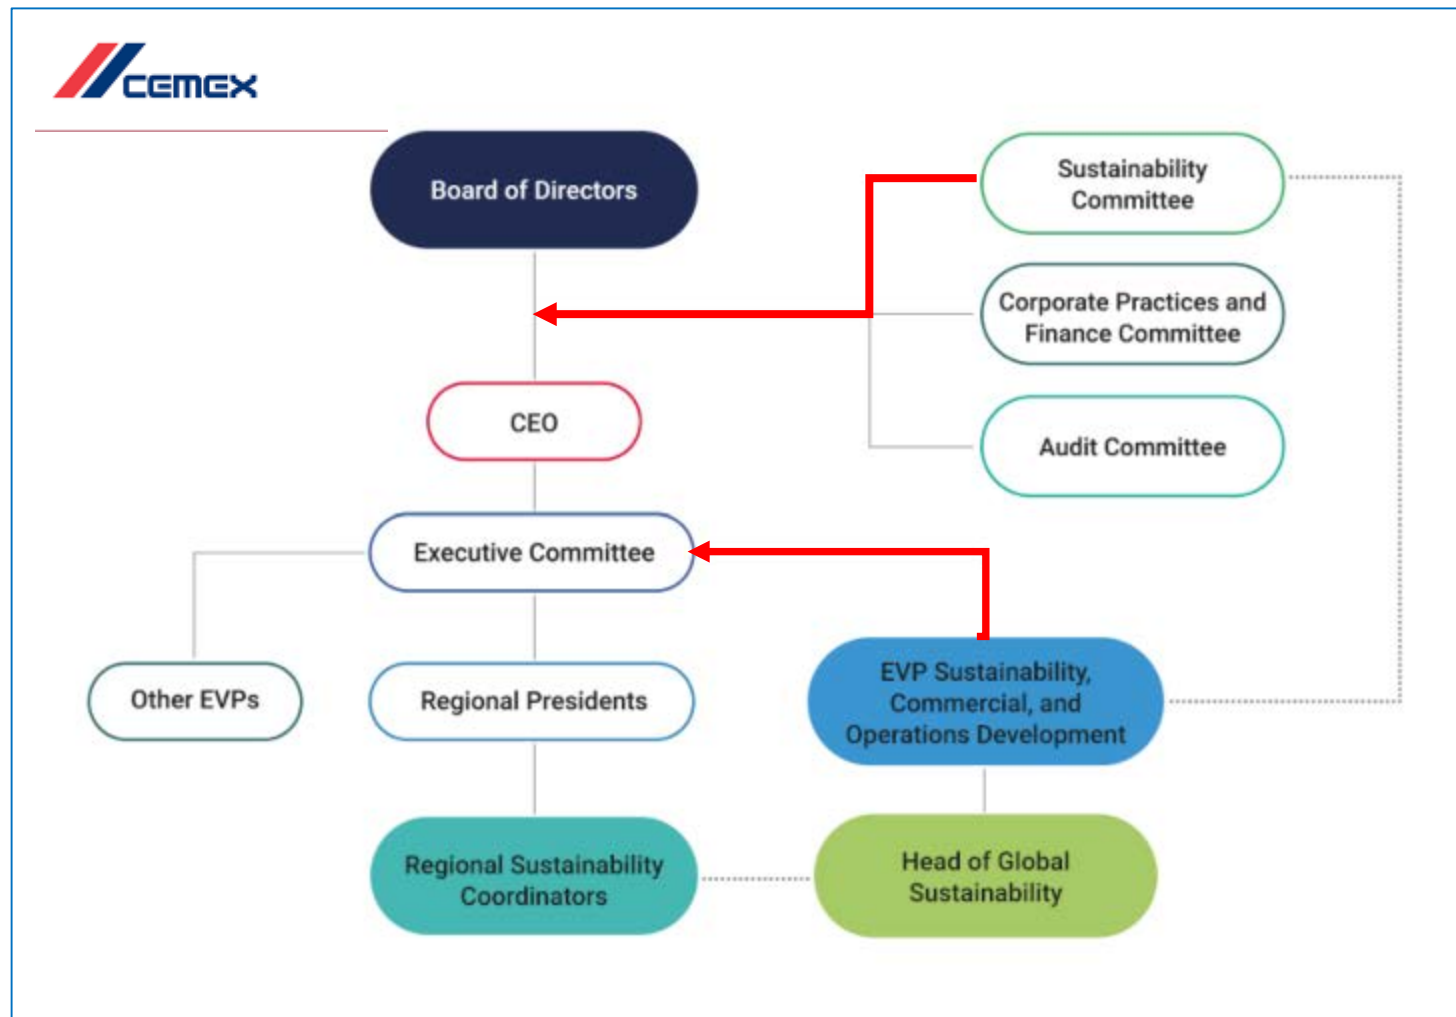 CEMEX
Board of Directors
Sustainability
Committee
Corporate Practices and
Finance Committee
CEO
Audit Committee
Executive Committee
Other EVPs
Regional Presidents
EVP Sustainability,
Commercial, and
Operations Development
Regional Sustainability
Coordinators
Head of Global
Sustainability